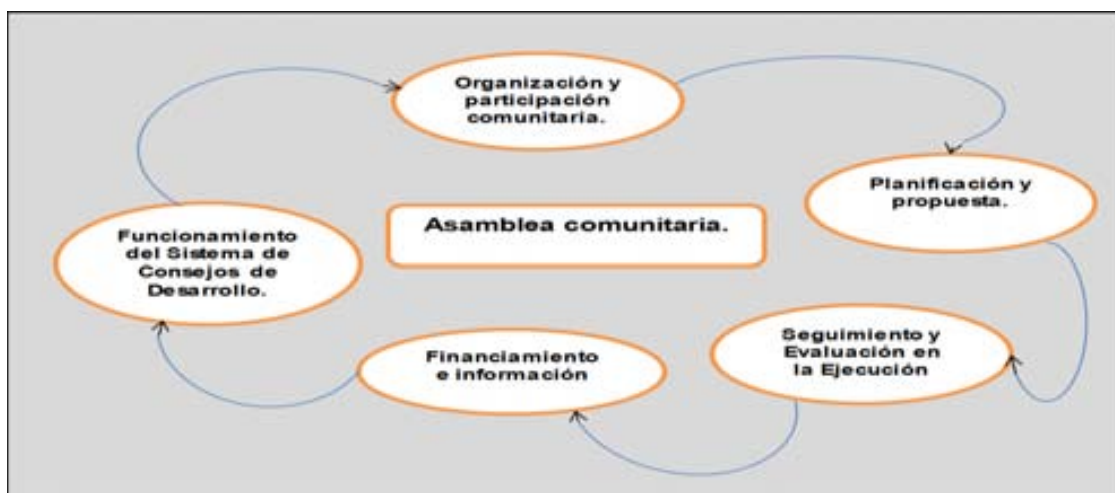 Organización y
participación
comunitaria.
Planificación y
propuesta.
Asamblea comunitaria.
Funcionamiento
del Sistema de
Consejos de
Desarrollo.
Seguimiento y
Evaluación en
la Ejecución
Financiamiento
e información